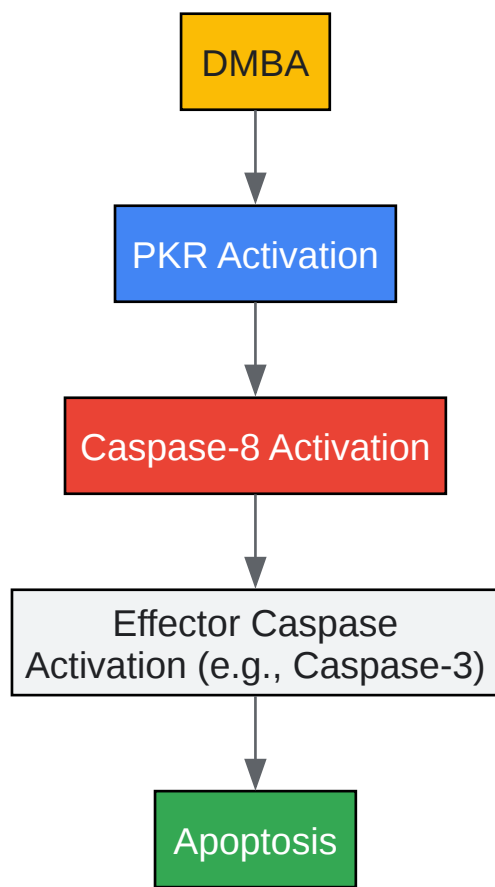 DMBA
PKR Activation
Caspase-8 Activation
Effector Caspase
Activation (e.g., Caspase-3)
Apoptosis